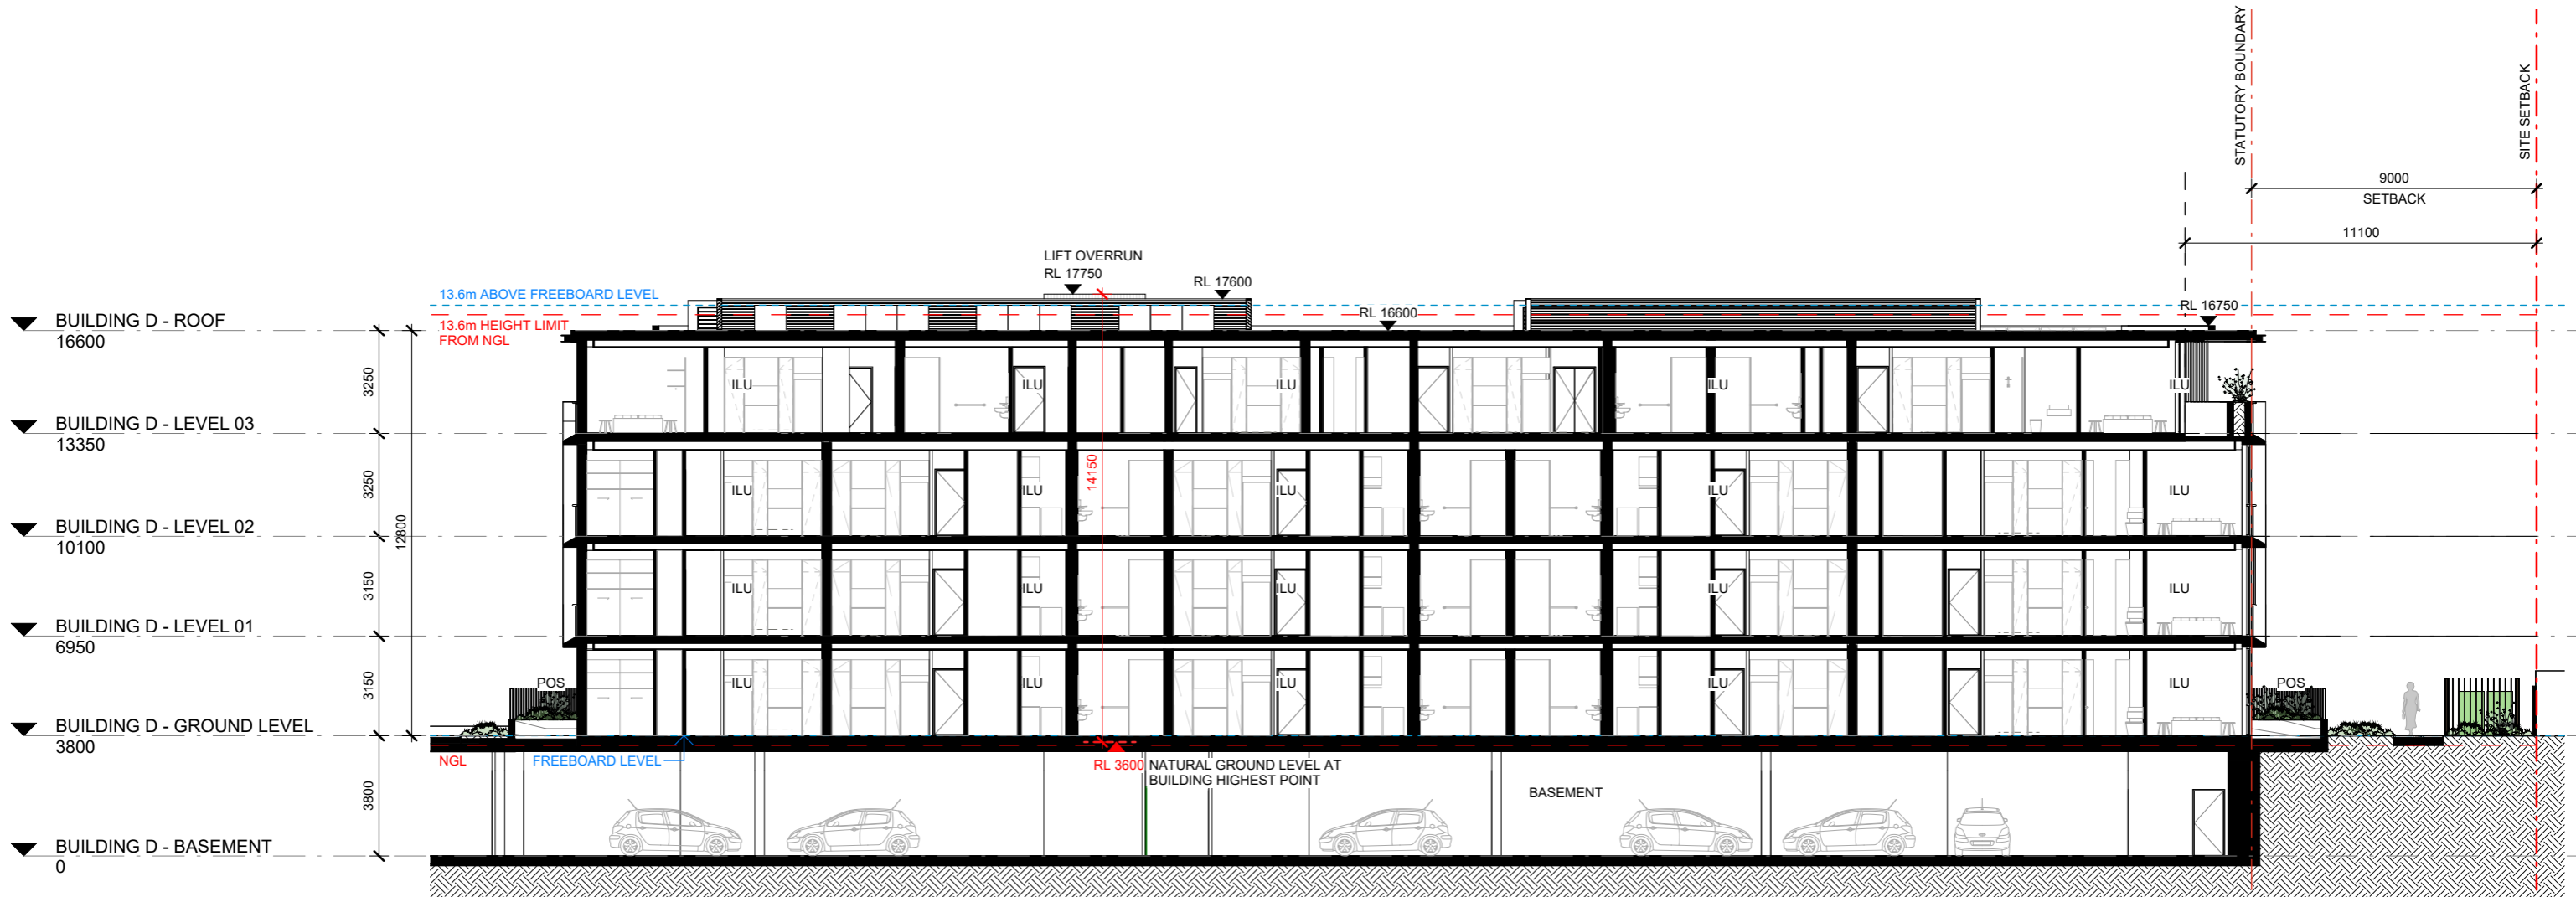 STATUTORY BOUNDARY
SITE SETBACK
9000
SETBACK
11100
LIFT OVERRUN
RL 17750
RL 17600
13.6m ABOVE FREEBOARD LEVEL
RL 16750
BUILDING D - ROOF
16600
13.6m HEIGHT LIMIT
FROM NGL
RL 16600
3250
ILU
ILU
ILU
ILU
ILU
BUILDING D - LEVEL 03
13350
3250
14150
ILU
ILU
ILU
ILU
ILU
BUILDING D - LEVEL 02
10100
12800
3150
ILU
ILU
ILU
ILU
ILU
BUILDING D - LEVEL 01
6950
3150
POS
ILU
ILU
ILU
ILU
ILU
POS
BUILDING D - GROUND LEVEL
3800
NGL
FREEBOARD LEVEL
RL 3600
NATURAL GROUND LEVEL AT
BUILDING HIGHEST POINT
3800
BASEMENT
BUILDING D - BASEMENT
0